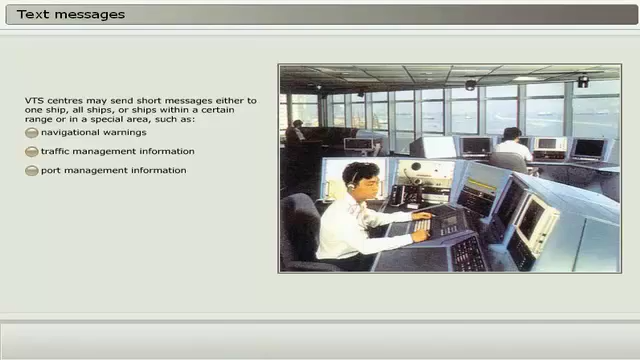 Text messages
VTS centres may send short messages either to
one ship, all ships, or ships within a certain
range or in a special area, such as:
navigational warnings
traffic management information
port management information